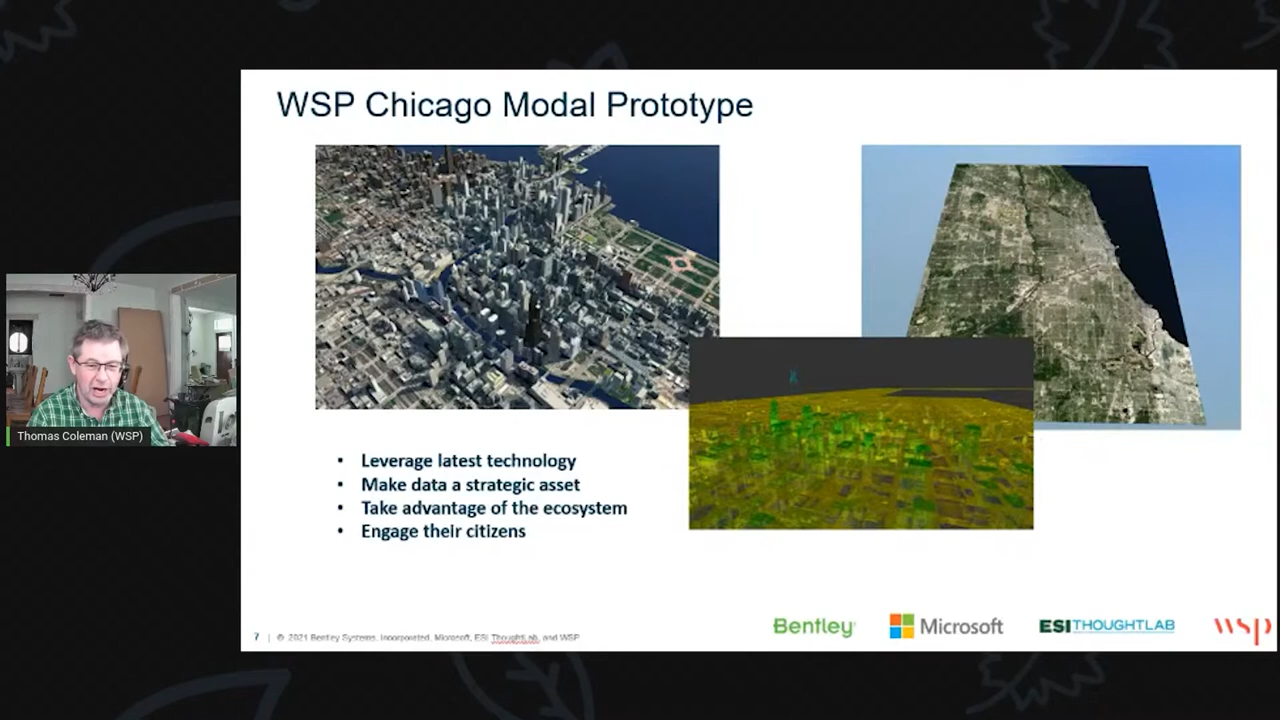 WSP Chicago Modal Prototype
Thomas Coleman (WSP)
• Leverage latest technology
• Make data a strategic asset
• Take advantage of the ecosystem
• Engage their citizens
7 | © 2021 Bentley Systems, Incorporated, Microsoft, ESI ThoughtLab, and WSP
Bentley Microsoft ESI THOUGHTLAB wsp